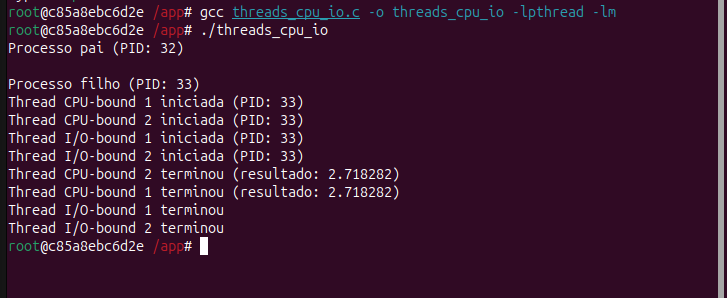 root@c85a8ebc6d2e /app# gcc threads_cpu_io.c -o threads_cpu_io -lpthread -lm
root@c85a8ebc6d2e /app# ./threads_cpu_io
Processo pai (PID: 32)
Processo filho (PID: 33)
Thread CPU-bound 1 iniciada (PID: 33)
Thread CPU-bound 2 iniciada (PID: 33)
Thread I/O-bound 1 iniciada (PID: 33)
Thread I/O-bound 2 iniciada (PID: 33)
Thread CPU-bound 2 terminou (resultado: 2.718282)
Thread CPU-bound 1 terminou (resultado: 2.718282)
Thread I/O-bound 1 terminou
Thread I/O-bound 2 terminou
root@c85a8ebc6d2e /app#